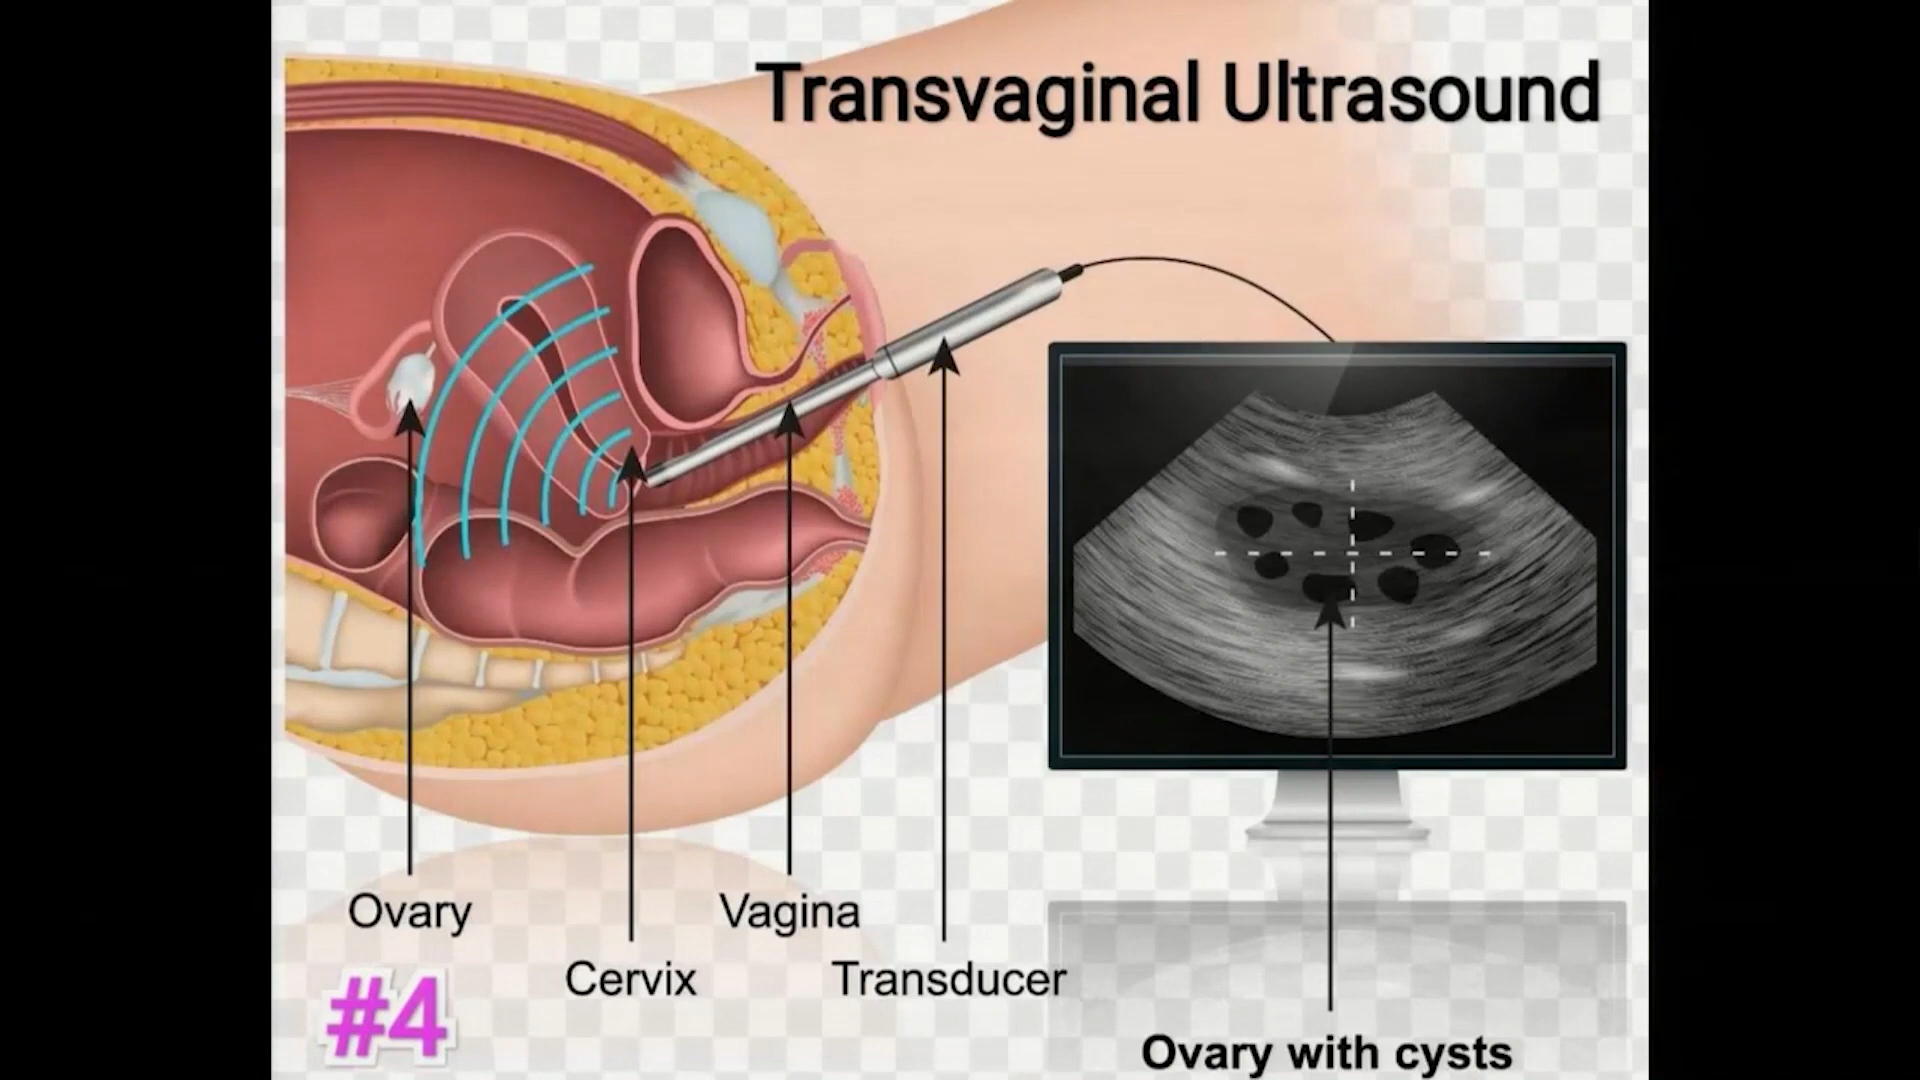 Transvaginal Ultrasound
Ovary
Vagina
Cervix
Transducer
#4
Ovary with cysts